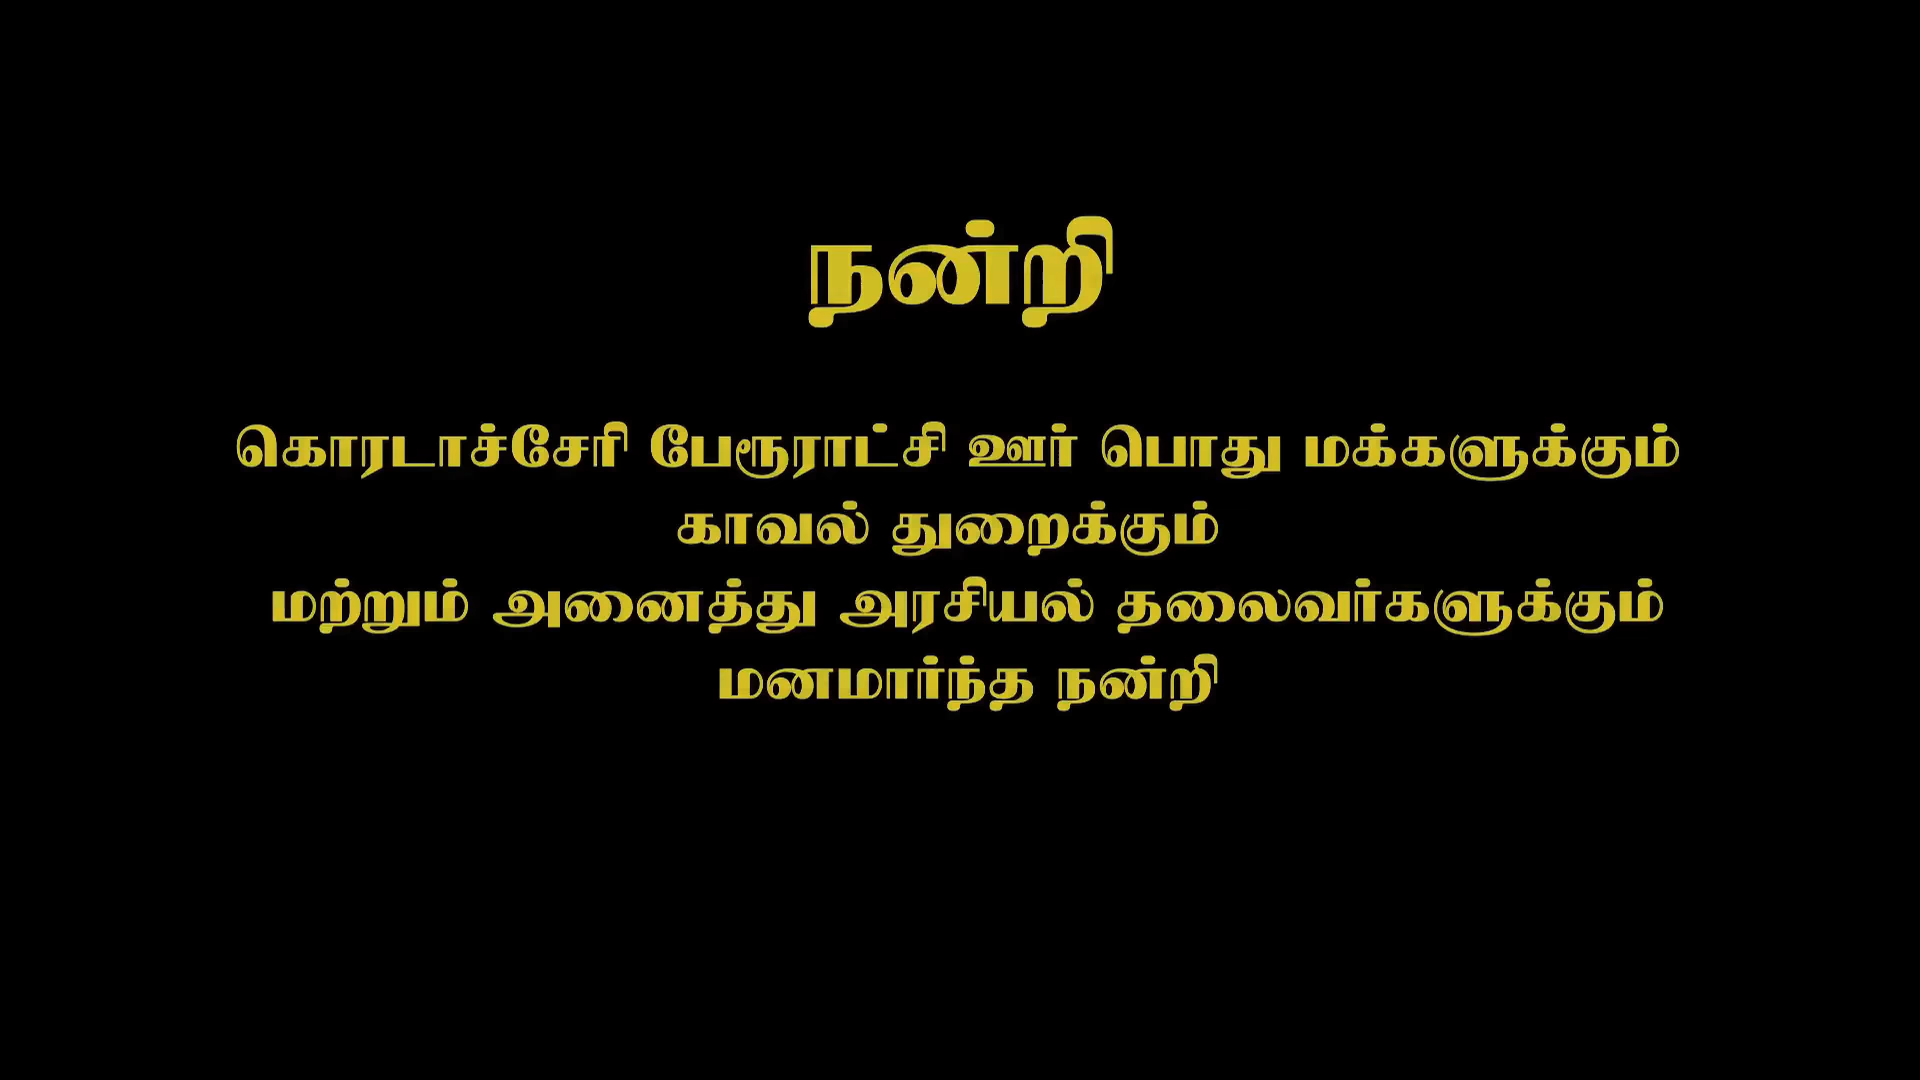 நன்றி
கொரடாச்சேரி பேரூராட்சி ஊர் பொது மக்களுக்கும்
காவல் துறைக்கும்
மற்றும் அனைத்து அரசியல் தலைவர்களுக்கும்
மனமார்ந்த நன்றி